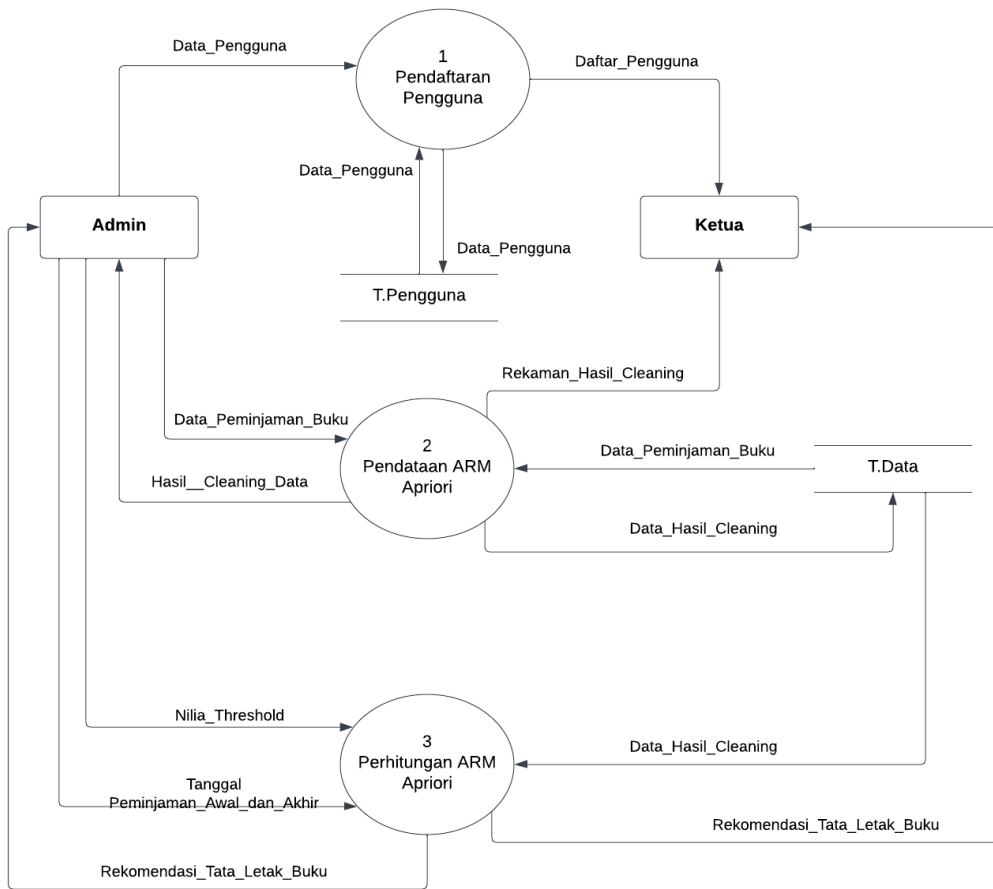 Data_Pengguna
1
Pendaftaran
Pengguna
Daftar_Pengguna
Data_Pengguna
Admin
Ketua
Data_Pengguna
T.Pengguna
Rekaman_Hasil_Cleaning
Data_Peminjaman_Buku
2
Pendataan ARM
Apriori
Data_Peminjaman_Buku
T.Data
Hasil__Cleaning_Data
Data_Hasil_Cleaning
Nilia_Threshold
3
Perhitungan ARM
Apriori
Data_Hasil_Cleaning
Tanggal
Peminjaman_Awal_dan_Akhir
Rekomendasi_Tata_Letak_Buku
Rekomendasi_Tata_Letak_Buku